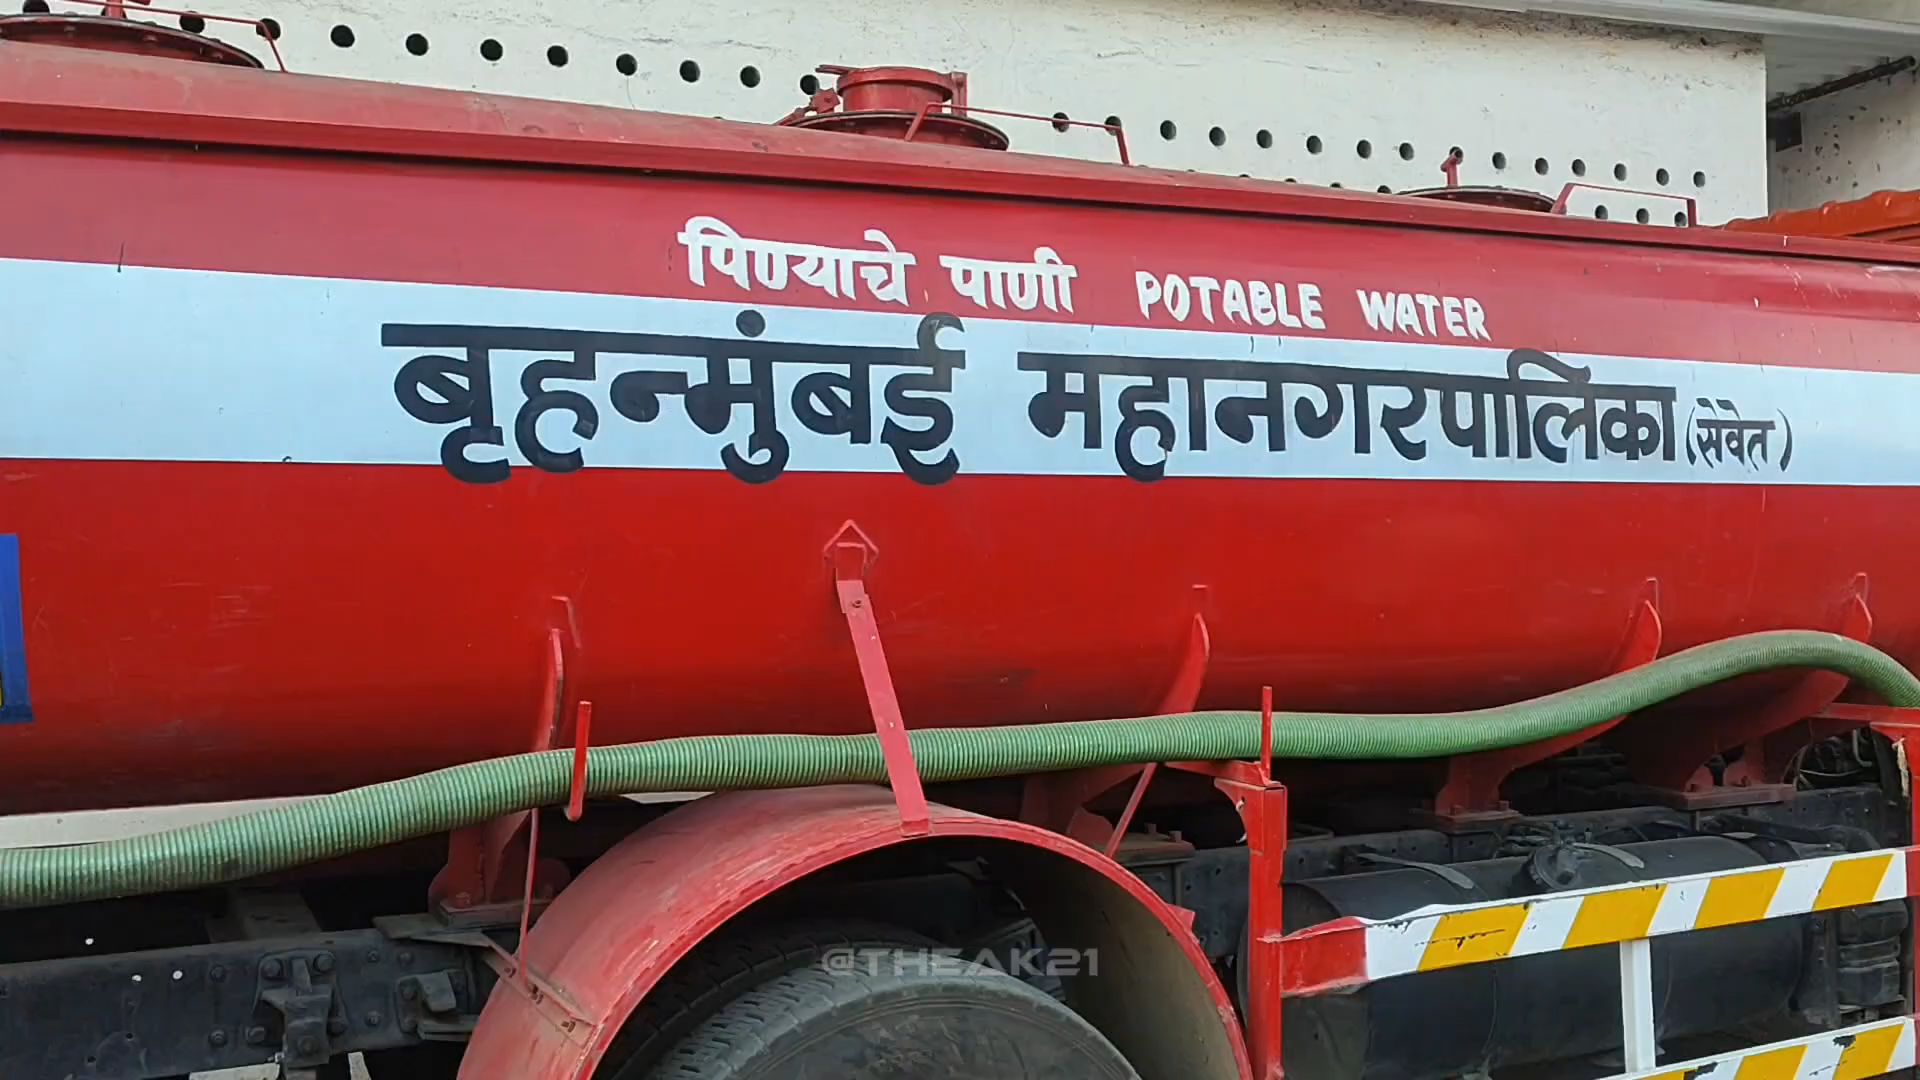 पिण्याचे पाणी POTABLE WATER
बृहन्मुंबई महानगरपालिका (सेवेत)
@THEAK21